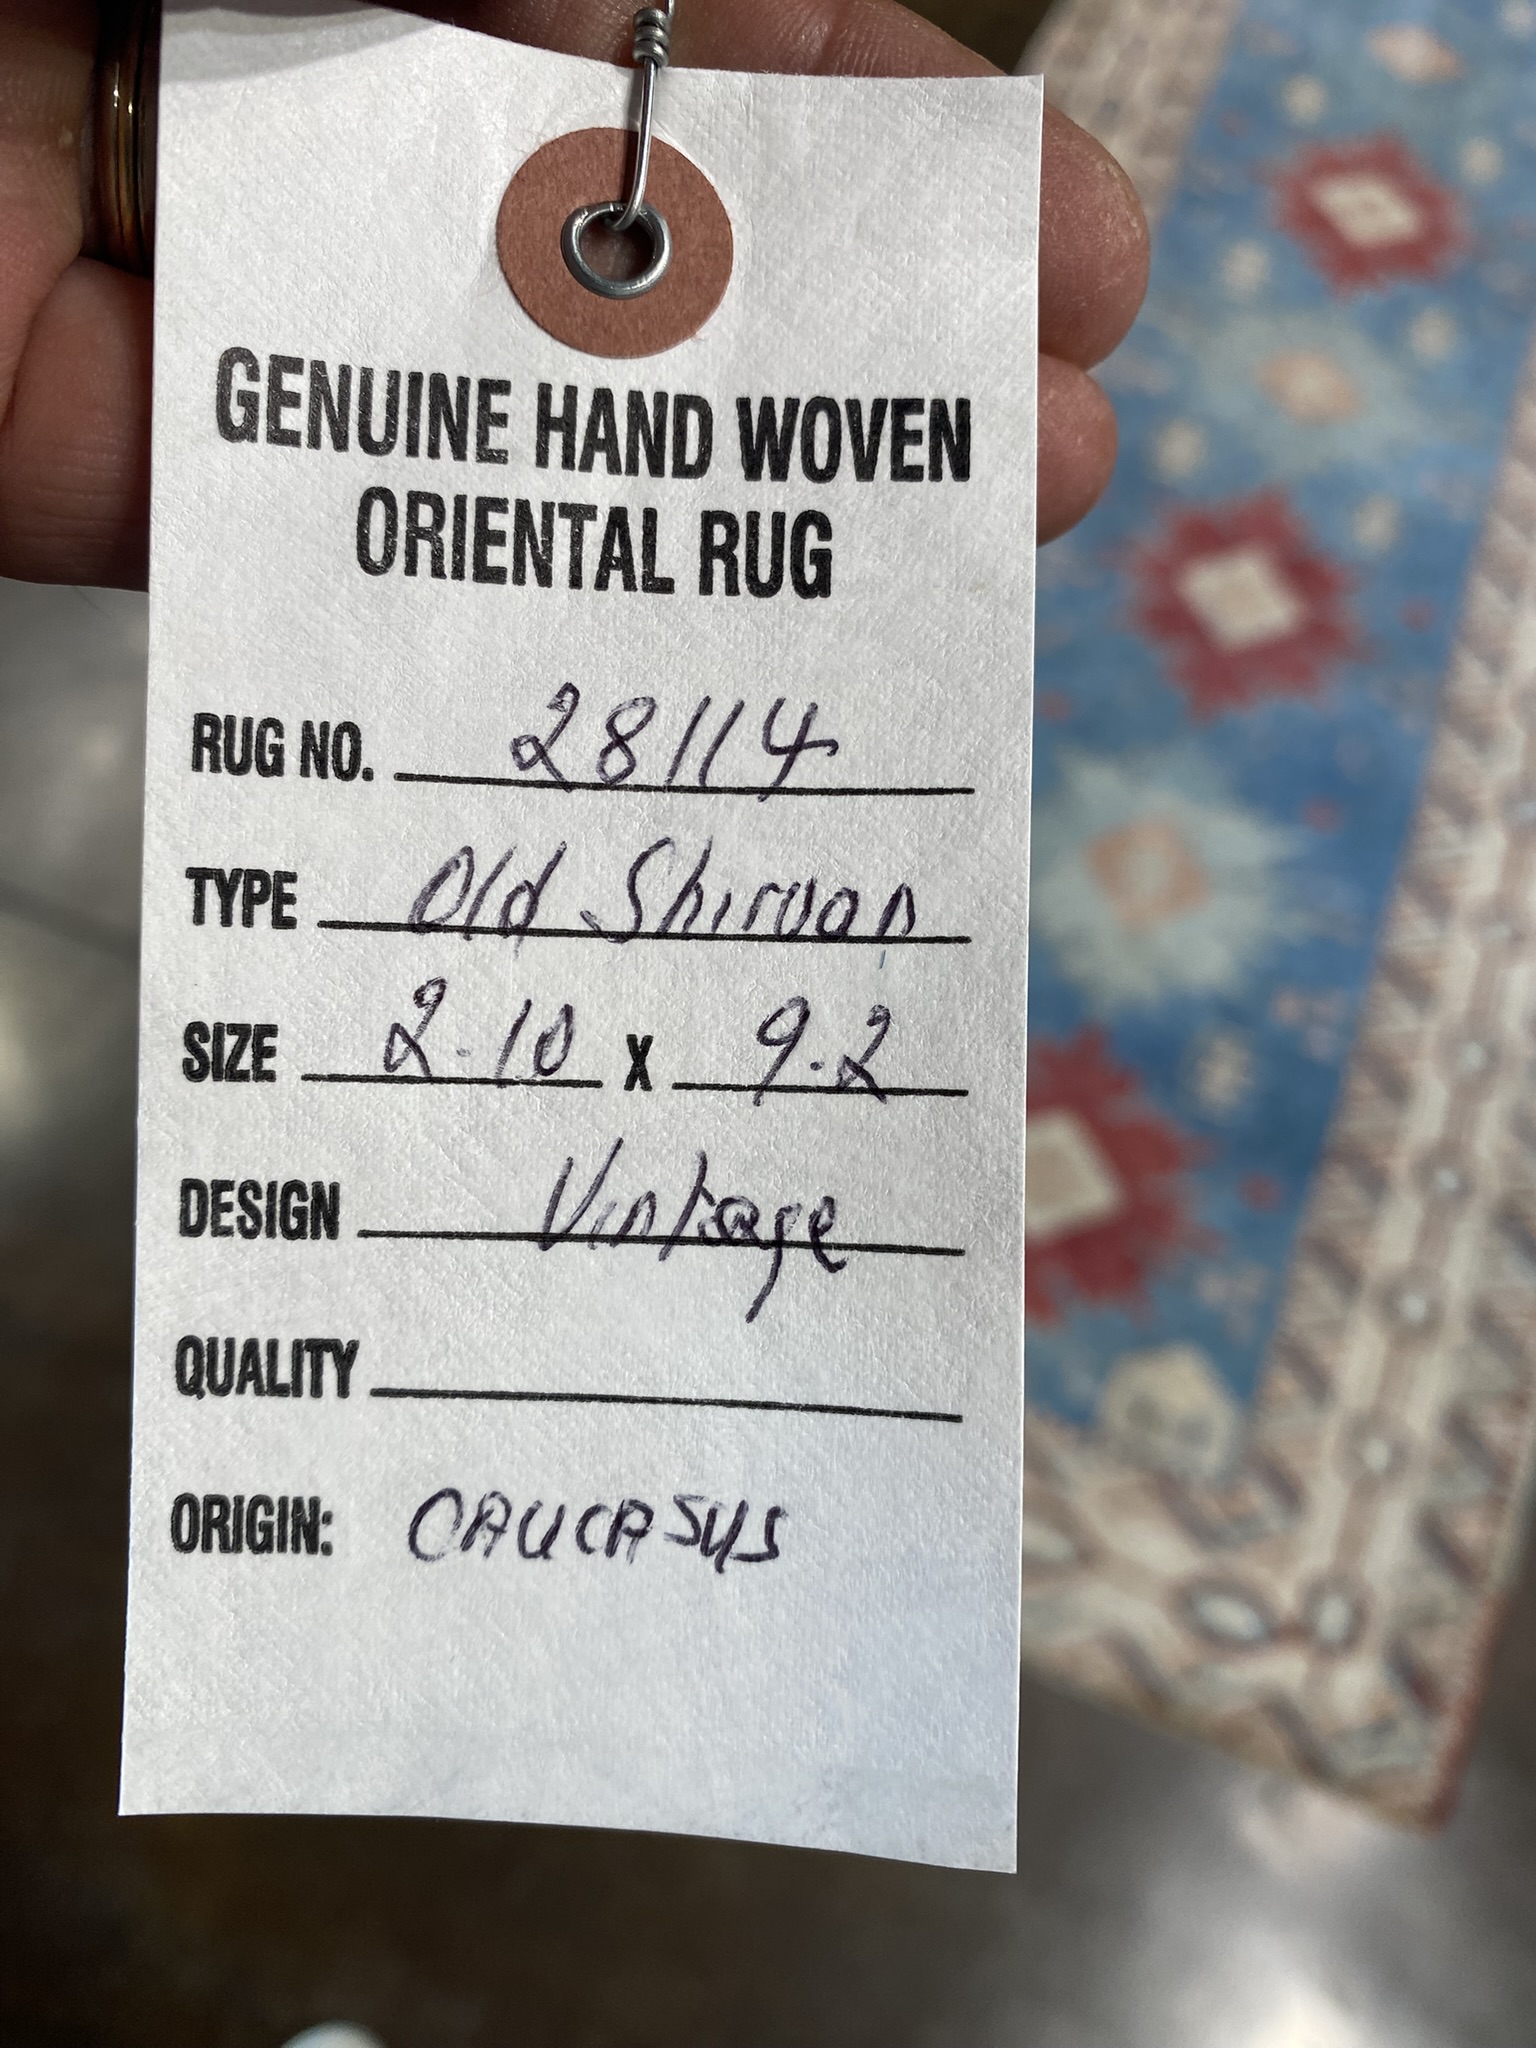 GENUINE HAND WOVEN
ORIENTAL RUG
RUG NO. 28114
TYPE Old Shirvan
SIZE 2.10 X 9.2
DESIGN Vintage
QUALITY
ORIGIN: CAUCASUS